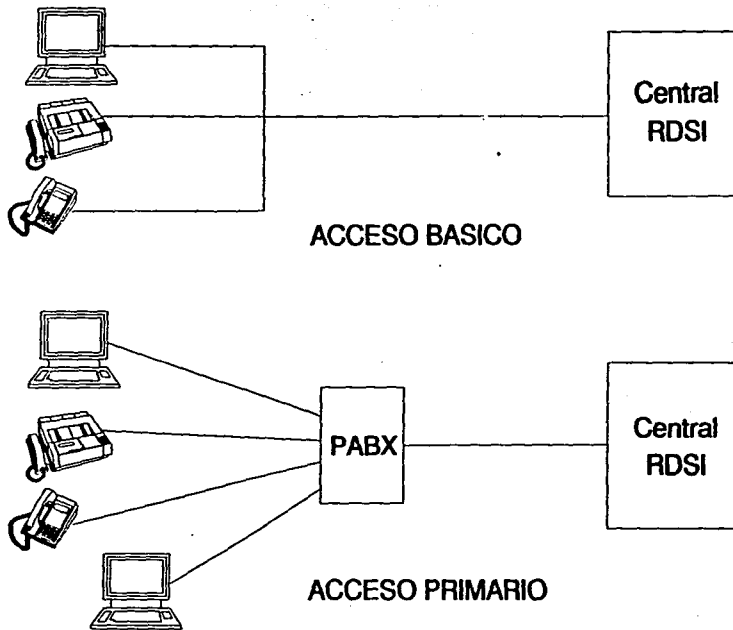 Central
RDSI
ACCESO BASICO
PABX
Central
RDSI
ACCESO PRIMARIO